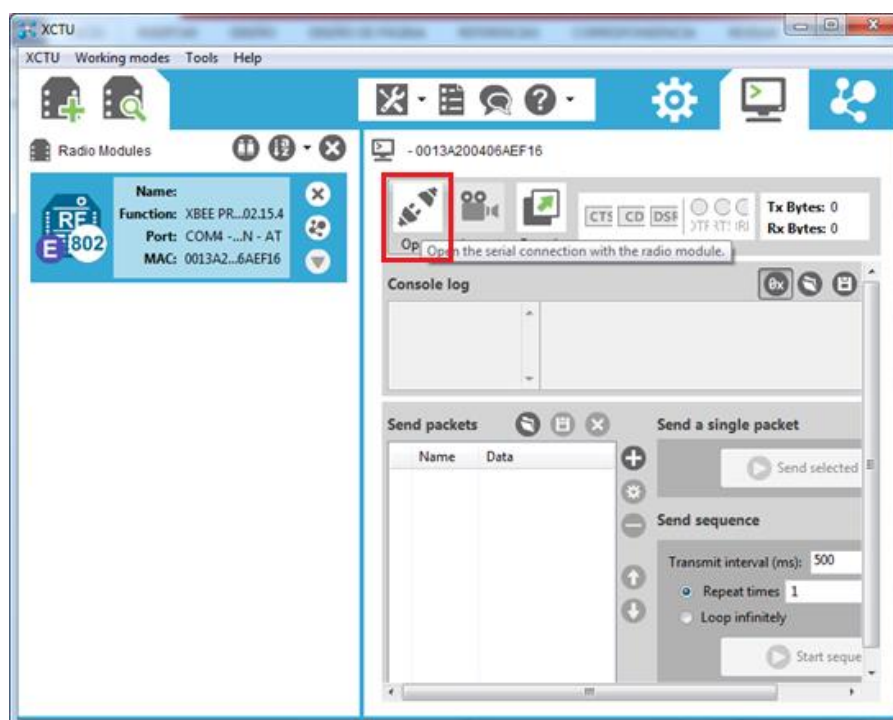 XCTU
XCTU Working modes Tools Help
Radio Modules
- 0013A200406AEF16
Name:
Function: XBEE PR...02.15.4
Port: COM4 -...N - AT
MAC: 0013A2...6AEF16
RF
E 802
CTS CD DSR
Tx Bytes: 0
Rx Bytes: 0
Open the serial connection with the radio module.
Console log
0x
Send packets
Name Data
Send a single packet
Send selected
Send sequence
Transmit interval (ms): 500
Repeat times 1
Loop infinitely
Start seque